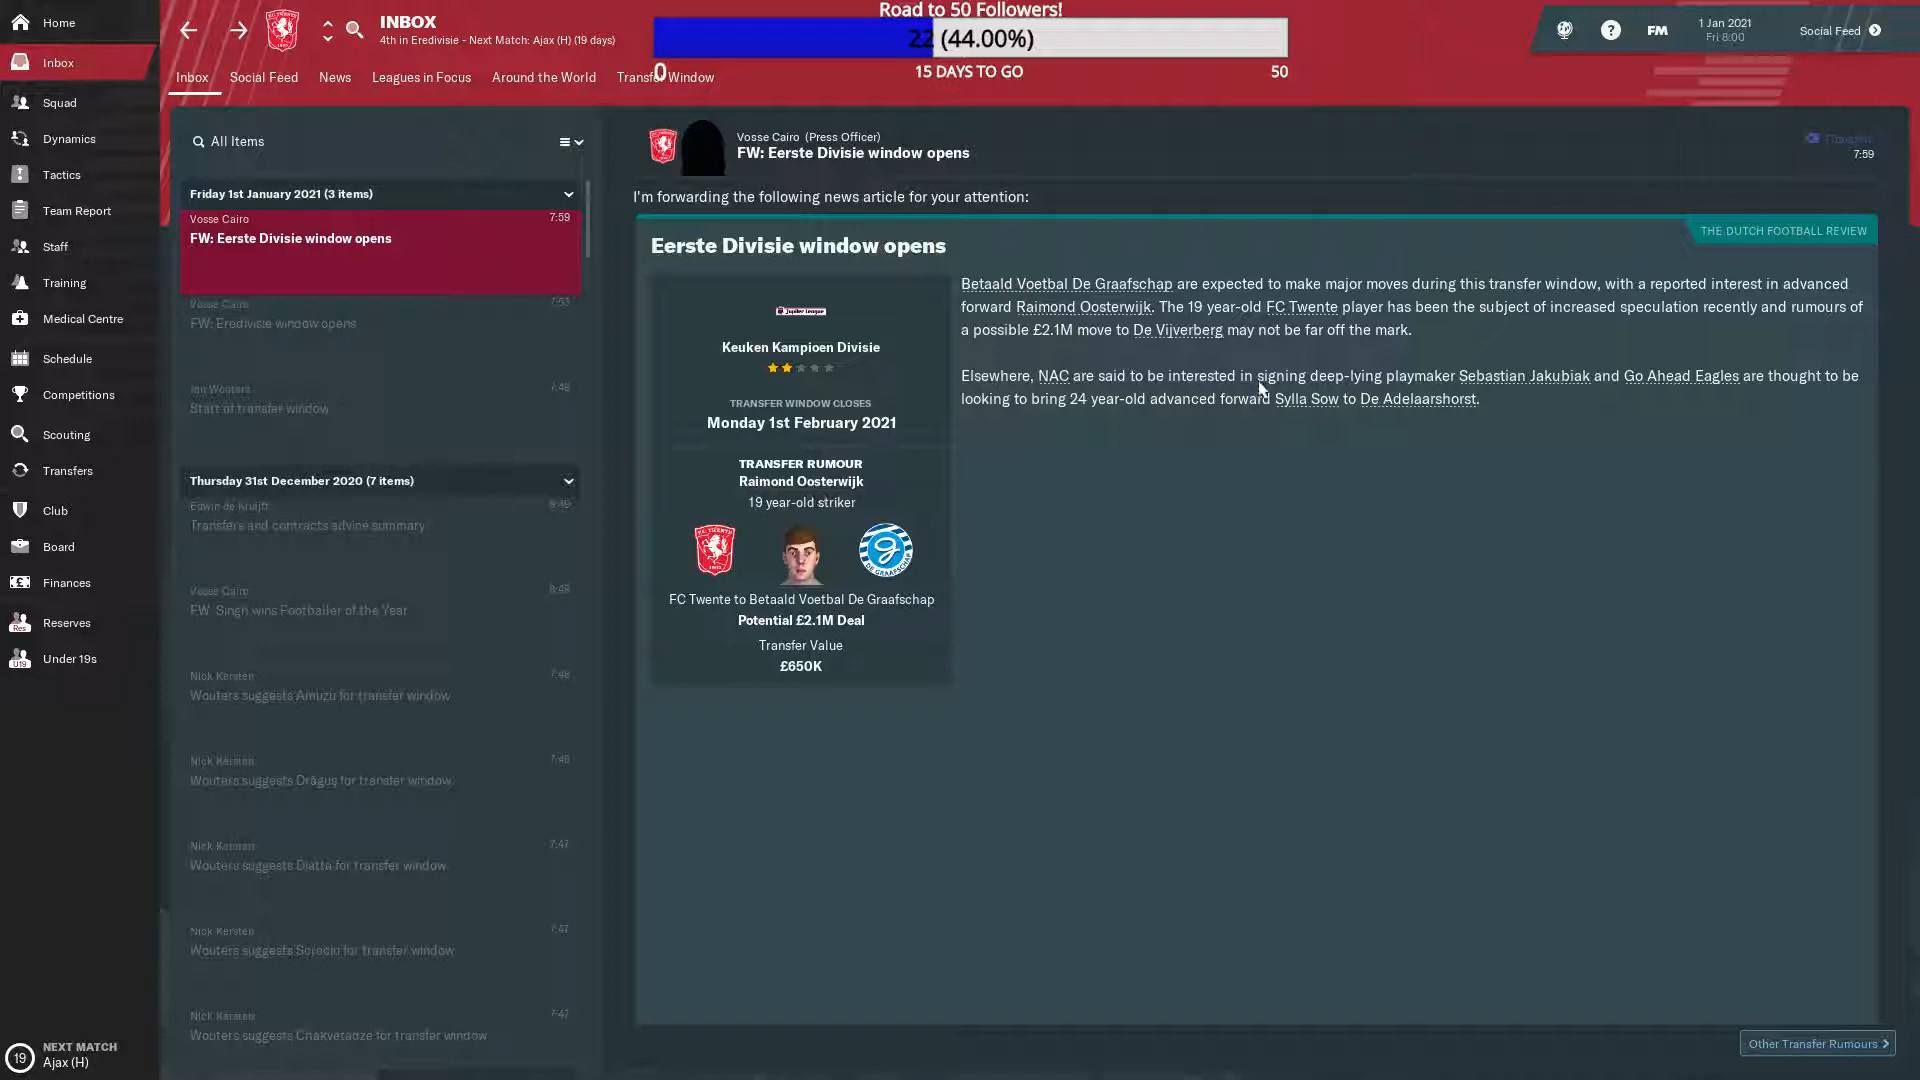 Home
Inbox
Squad
Dynamics
Tactics
Team Report
Staff
Training
Medical Centre
Schedule
Competitions
Scouting
Transfers
Club
Board
Finances
Reserves
Under 19s
NEXT MATCH
19
Ajax (H)
INBOX
4th in Eredivisie - Next Match: Ajax (H) (19 days)
Inbox Social Feed News Leagues in Focus Around the World Transfer Window
Road to 50 Followers!
22 (44.00%)
0 15 DAYS TO GO 50
FM
1 Jan 2021
Fri 8:00
Social Feed
All Items
Friday 1st January 2021 (3 items)
Vosse Cairo 7:59
FW: Eerste Divisie window opens
Vosse Cairo 7:53
FW: Eredivisie window opens
Jan Wouters 7:48
Start of transfer window
Thursday 31st December 2020 (7 items)
Edwin de Kruijff
Transfers and contracts advice summary
Vosse Cairo
FW: Singh wins Footballer of the Year
Nick Kersten 7:48
Wouters suggests Amuzu for transfer window
Nick Kersten 7:48
Wouters suggests Drăguș for transfer window
Nick Kersten 7:47
Wouters suggests Diatta for transfer window
Nick Kersten 7:47
Wouters suggests for transfer window
Nick Kersten 7:47
Wouters suggests Chakvetadze for transfer window
Vosse Cairo (Press Officer)
FW: Eerste Divisie window opens
7:59
I'm forwarding the following news article for your attention:
THE DUTCH FOOTBALL REVIEW
Eerste Divisie window opens
Jupiler League
Keuken Kampioen Divisie
TRANSFER WINDOW CLOSES
Monday 1st February 2021
TRANSFER RUMOUR
Raimond Oosterwijk
19 year-old striker
FC Twente to Betaald Voetbal De Graafschap
Potential £2.1M Deal
Transfer Value
£650K
Betaald Voetbal De Graafschap are expected to make major moves during this transfer window, with a reported interest in advanced
forward Raimond Oosterwijk. The 19 year-old FC Twente player has been the subject of increased speculation recently and rumours of
a possible £2.1M move to De Vijverberg may not be far off the mark.
Elsewhere, NAC are said to be interested in signing deep-lying playmaker Sebastian Jakubiak and Go Ahead Eagles are thought to be
looking to bring 24 year-old advanced forward Sylla Sow to De Adelaarshorst.
Other Transfer Rumours